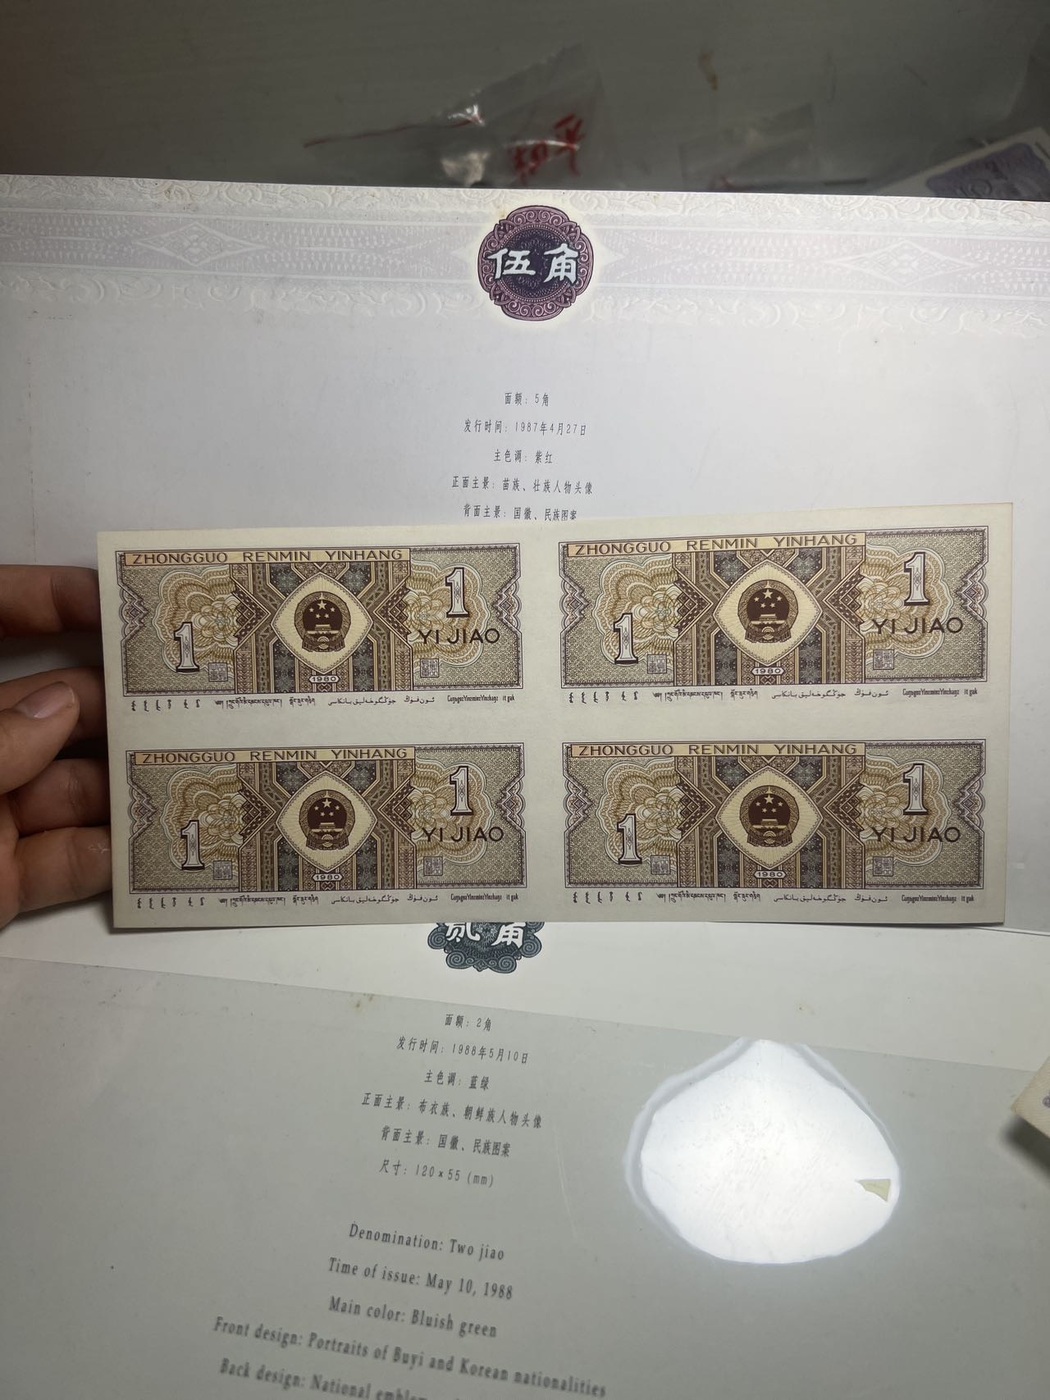 伍角
面额：5角
发行时间：1987年4月27日
主色调：紫红
正面主景：苗族、壮族人物头像
背面主景：国徽、民族图案
ZHONGGUO RENMIN YINHANG
1
YI JIAO
1
1980
ZHONGGUO RENMIN YINHANG
1
YI JIAO
1
1980
ZHONGGUO RENMIN YINHANG
1
YI JIAO
1
1980
ZHONGGUO RENMIN YINHANG
1
YI JIAO
1
1980
贰角
面额：2角
发行时间：1988年5月10日
主色调：蓝绿
正面主景：布依族、朝鲜族人物头像
背面主景：国徽、民族图案
尺寸：120×55 (mm)
Denomination: Two jiao
Time of issue: May 10, 1988
Main color: Bluish green
Front design: Portraits of Buyi and Korean nationalities
Back design: National